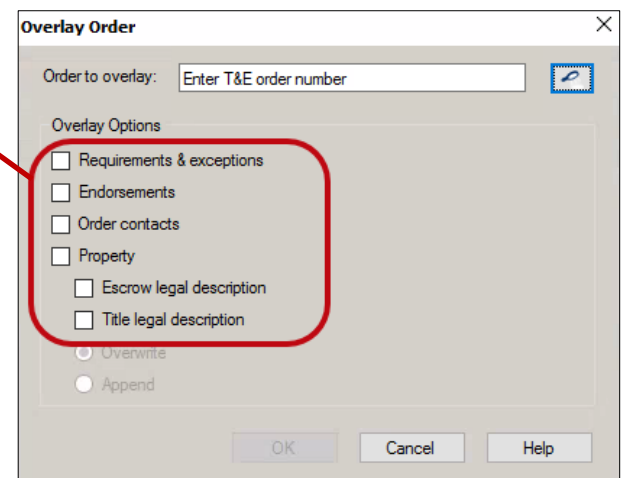 Overlay Order
Order to overlay: Enter T&E order number
Overlay Options
Requirements & exceptions
Endorsements
Order contacts
Property
Escrow legal description
Title legal description
Overwrite
Append
OK Cancel Help